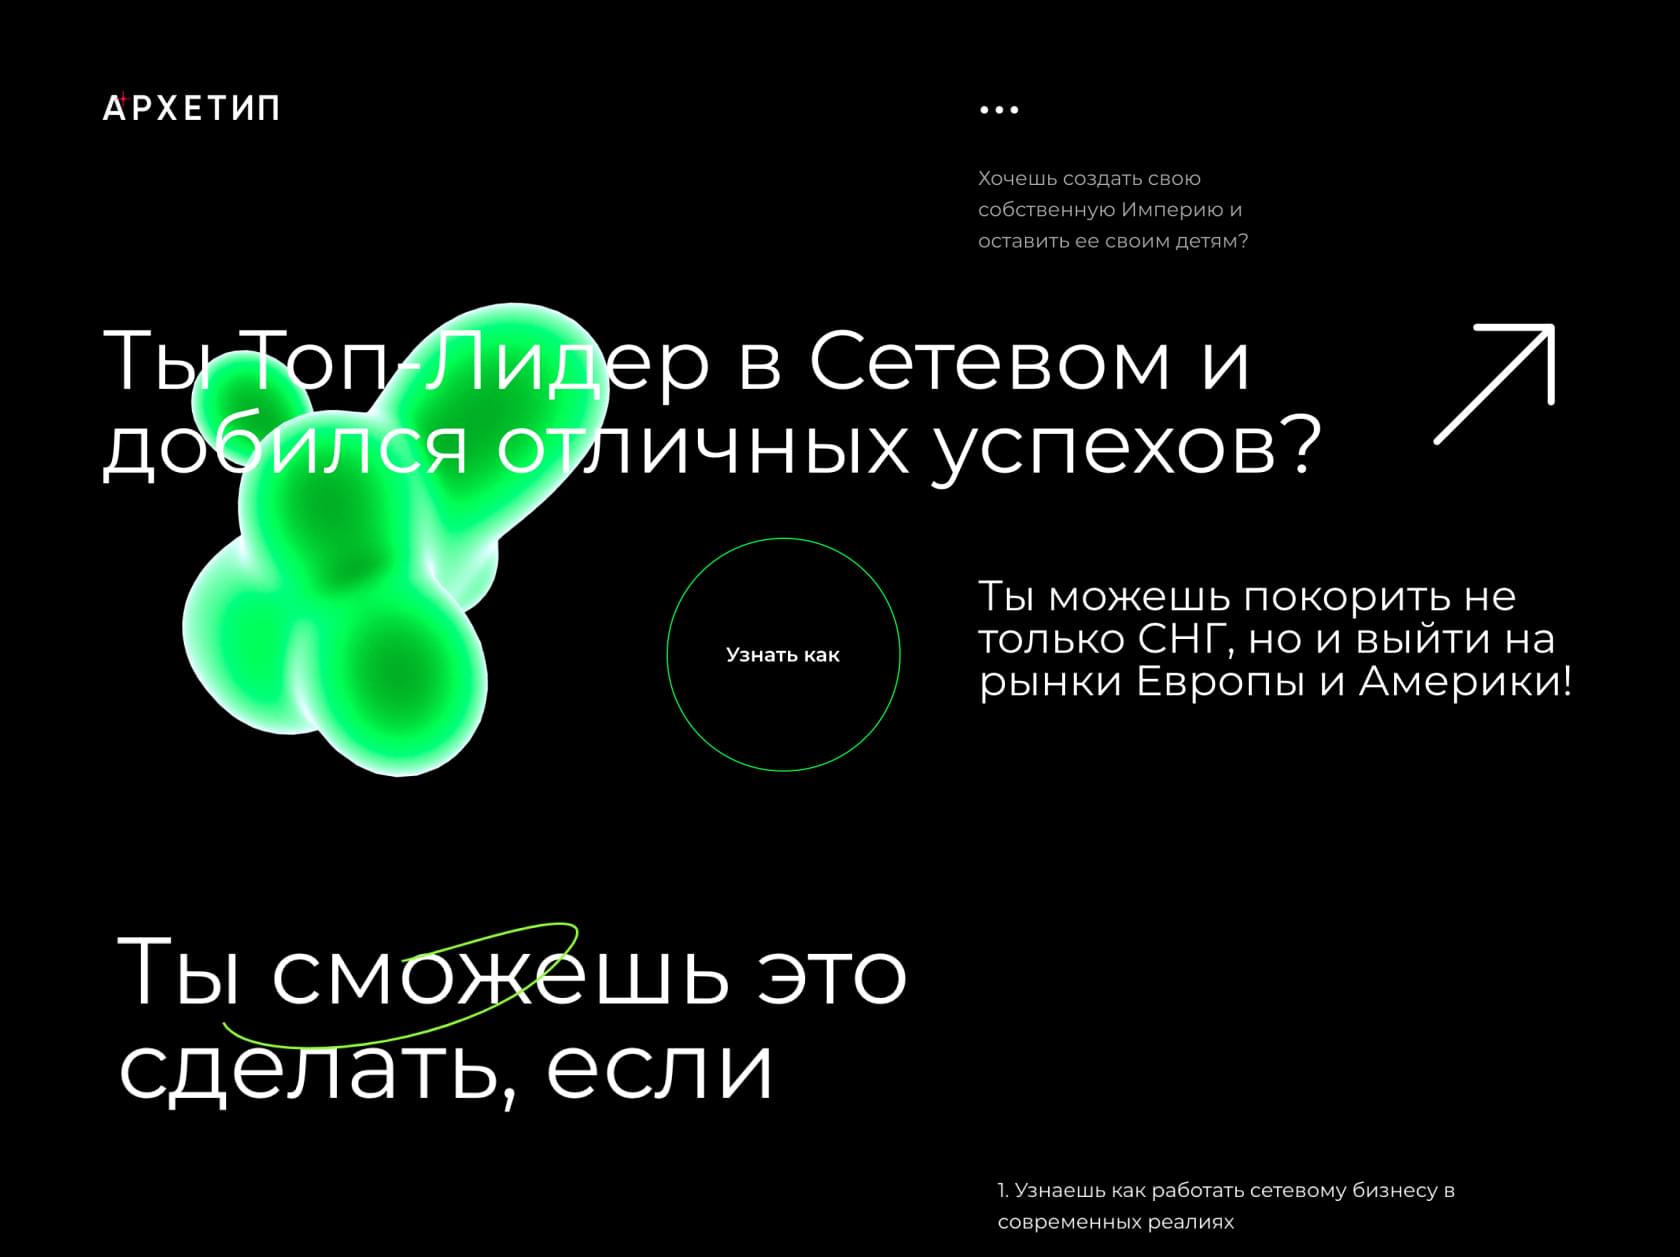 АРХЕТИП
...
Хочешь создать свою
собственную Империю и
оставить ее своим детям?
Ты Топ-Лидер в Сетевом и
добился отличных успехов?
Узнать как
Ты можешь покорить не
только СНГ, но и выйти на
рынки Европы и Америки!
Ты сможешь это
сделать, если
1. Узнаешь как работать сетевому бизнесу в
современных реалиях